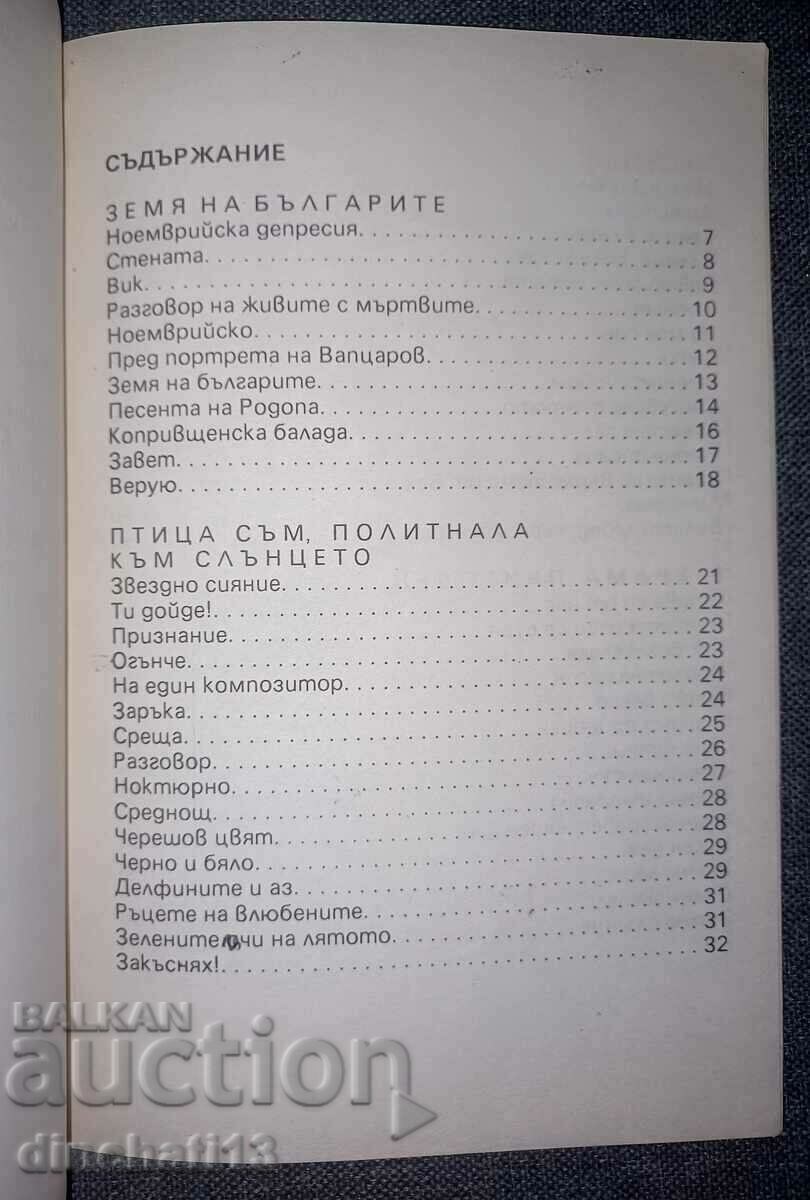 СЪДЪРЖАНИЕ
ЗЕМЯ НА БЪЛГАРИТЕ
Ноемврийска депресия. 7
Стената. 8
Вик. 9
Разговор на живите с мъртвите. 10
Ноемврийско. 11
Пред портрета на Вапцаров. 12
Земя на българите. 13
Песента на Родопа. 14
Копривщенска балада. 16
Завет. 17
Верую. 18
ПТИЦА СЪМ, ПОЛИТНАЛА
КЪМ СЛЪНЦЕТО
Звездно сияние. 21
Ти дойде! 22
Признание. 23
Огънче. 23
На един композитор. 24
Заръка. 24
Среща. 25
Разговор. 26
Ноктюрно. 27
Среднощ. 28
Черешов цвят. 28
Черно и бяло. 29
Делфините и аз. 29
Ръцете на влюбените. 31
Зелените очи на лятото. 31
Закъснях! 32
BALKAN
auction
dinchati13